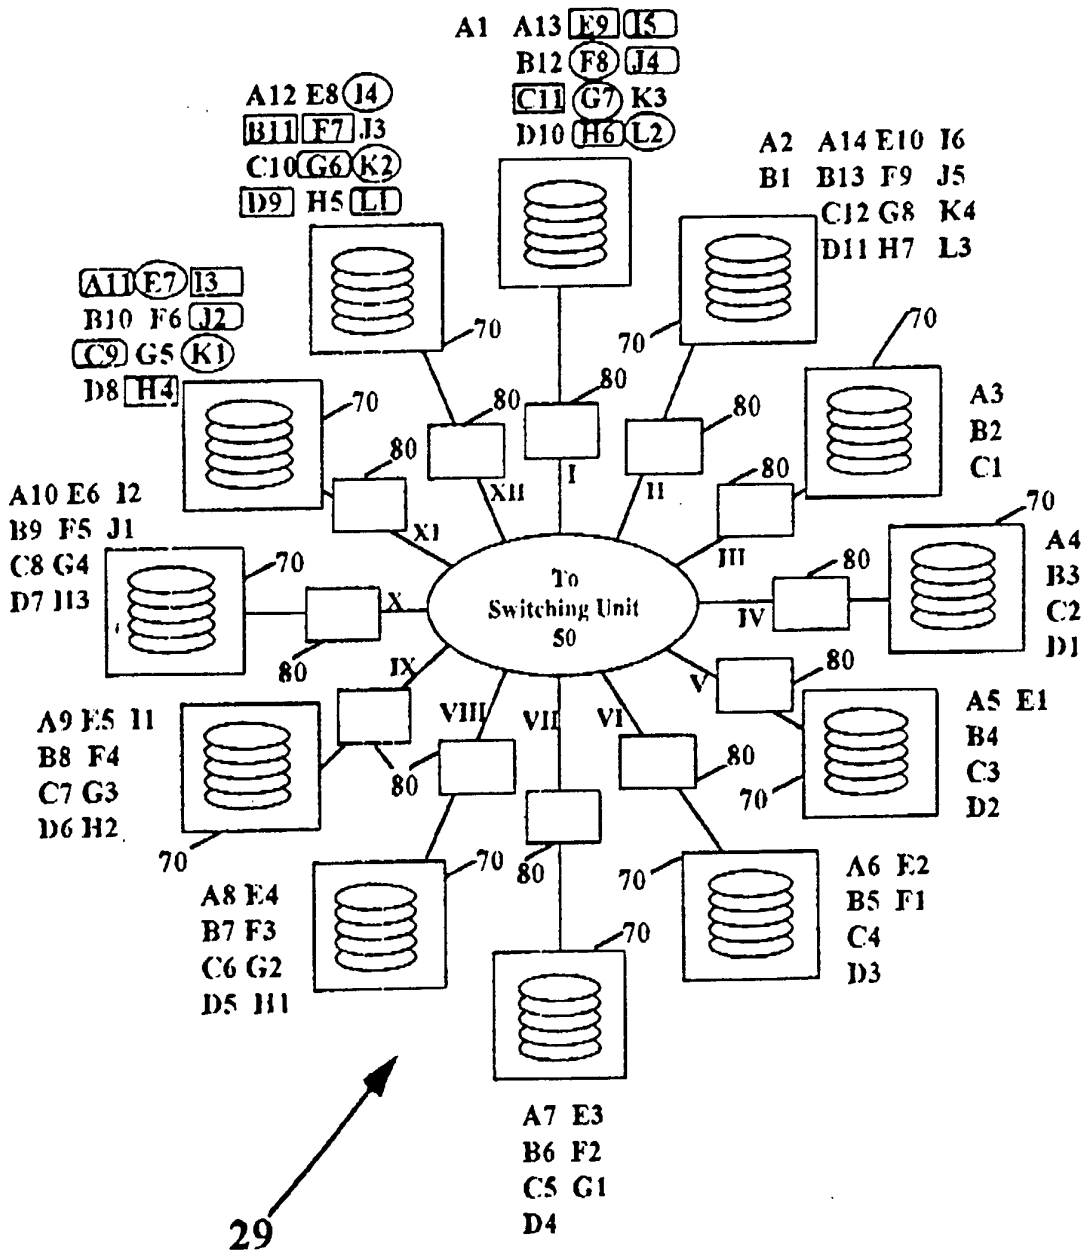 A1 A13 E9 I5
B12 F8 J4
C11 G7 K3
D10 H6 L2
A12 E8 J4
B11 F7 J3
C10 G6 K2
D9 H5 L1
A2 A14 E10 I6
B1 B13 F9 J5
C12 G8 K4
D11 H7 L3
A11 E7 I3
B10 F6 J2
C9 G5 K1
D8 H4
A3
B2
C1
A10 E6 I2
B9 F5 J1
C8 G4
D7 H3
A4
B3
C2
D1
A9 E5 I1
B8 F4
C7 G3
D6 H2
A5 E1
B4
C3
D2
A8 E4
B7 F3
C6 G2
D5 H1
A6 E2
B5 F1
C4
D3
A7 E3
B6 F2
C5 G1
D4
70
70
70
70
70
70
70
70
70
70
70
80
80
80
80
80
80
80
80
80
80
80
I
II
III
IV
V
VI
VII
VIII
IX
X
XI
XII
To
Switching Unit
50
29